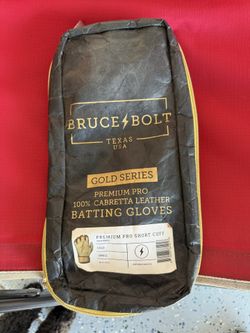 BRUCE BOLT
TEXAS
USA
GOLD SERIES
PREMIUM PRO
100% CABRETTA LEATHER
BATTING GLOVES
PREMIUM PRO SHORT CUFF